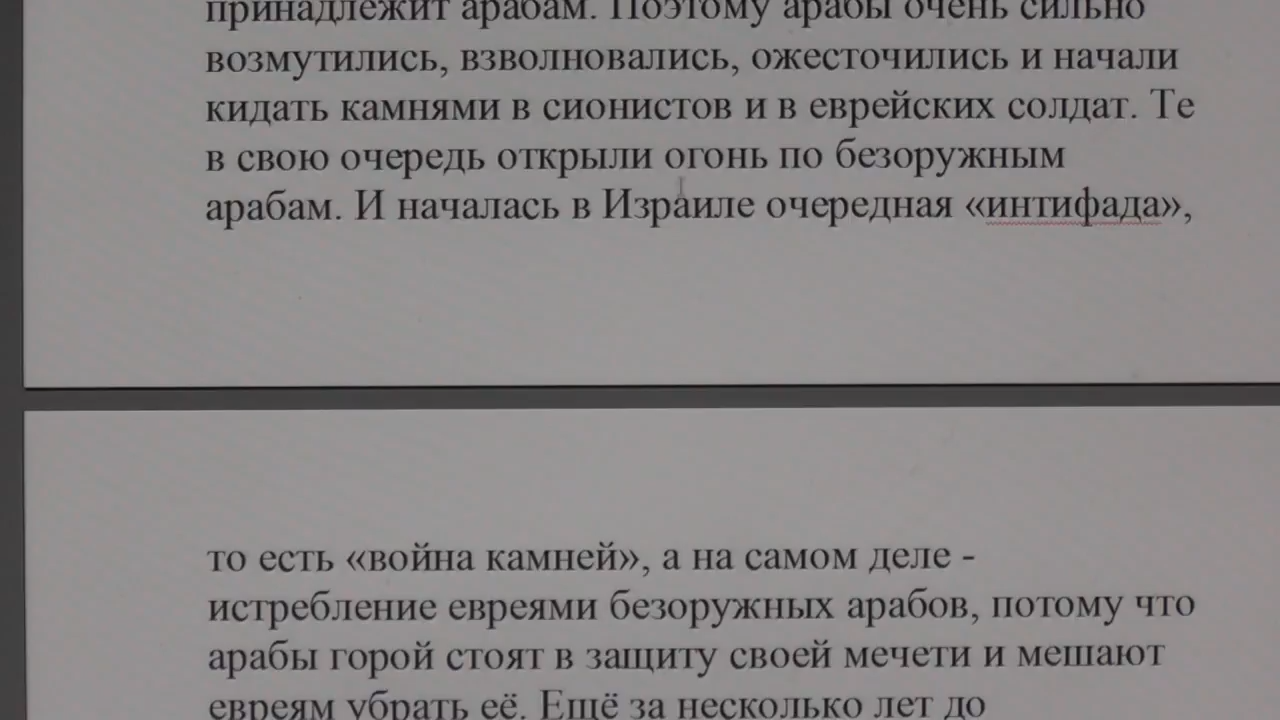 принадлежит арабам. Поэтому арабы очень сильно
возмутились, взволновались, ожесточились и начали
кидать камнями в сионистов и в еврейских солдат. Те
в свою очередь открыли огонь по безоружным
арабам. И началась в Израиле очередная «интифада»,
то есть «война камней», а на самом деле -
истребление евреями безоружных арабов, потому что
арабы горой стоят в защиту своей мечети и мешают
евреям убрать её. Ещё за несколько лет до